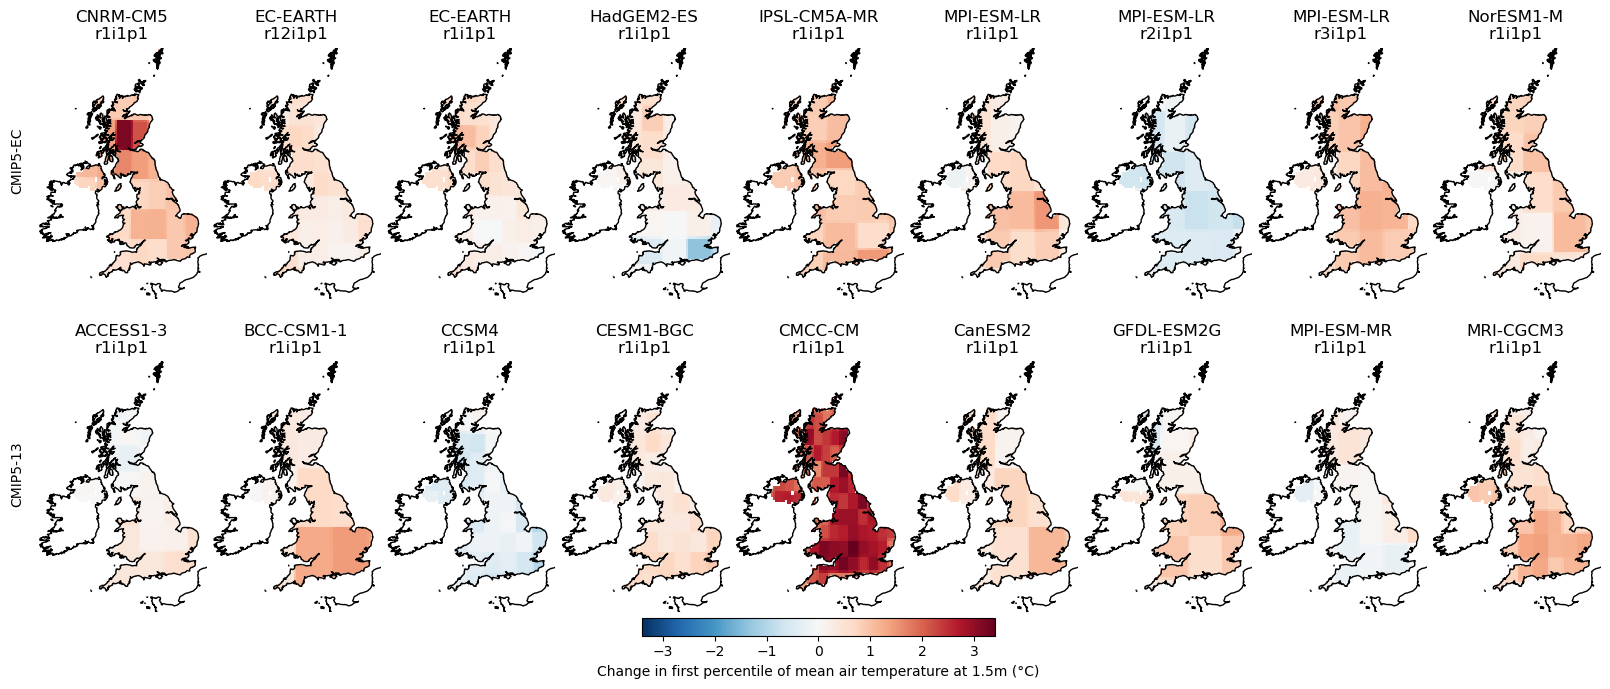 CNRM-CM5 EC-EARTH EC-EARTH HadGEM2-ES IPSL-CM5A-MR MPI-ESM-LR MPI-ESM-LR MPI-ESM-LR NorESM1-M
r1i1p1 r12i1p1 r1i1p1 r1i1p1 r1i1p1 r1i1p1 r2i1p1 r3i1p1 r1i1p1
CMIP5-EC
ACCESS1-3 BCC-CSM1-1 CCSM4 CESM1-BGC CMCC-CM CanESM2 GFDL-ESM2G MPI-ESM-MR MRI-CGCM3
r1i1p1 r1i1p1 r1i1p1 r1i1p1 r1i1p1 r1i1p1 r1i1p1 r1i1p1 r1i1p1
CMIP5-13
−3 −2 −1 0 1 2 3
Change in first percentile of mean air temperature at 1.5m (°C)